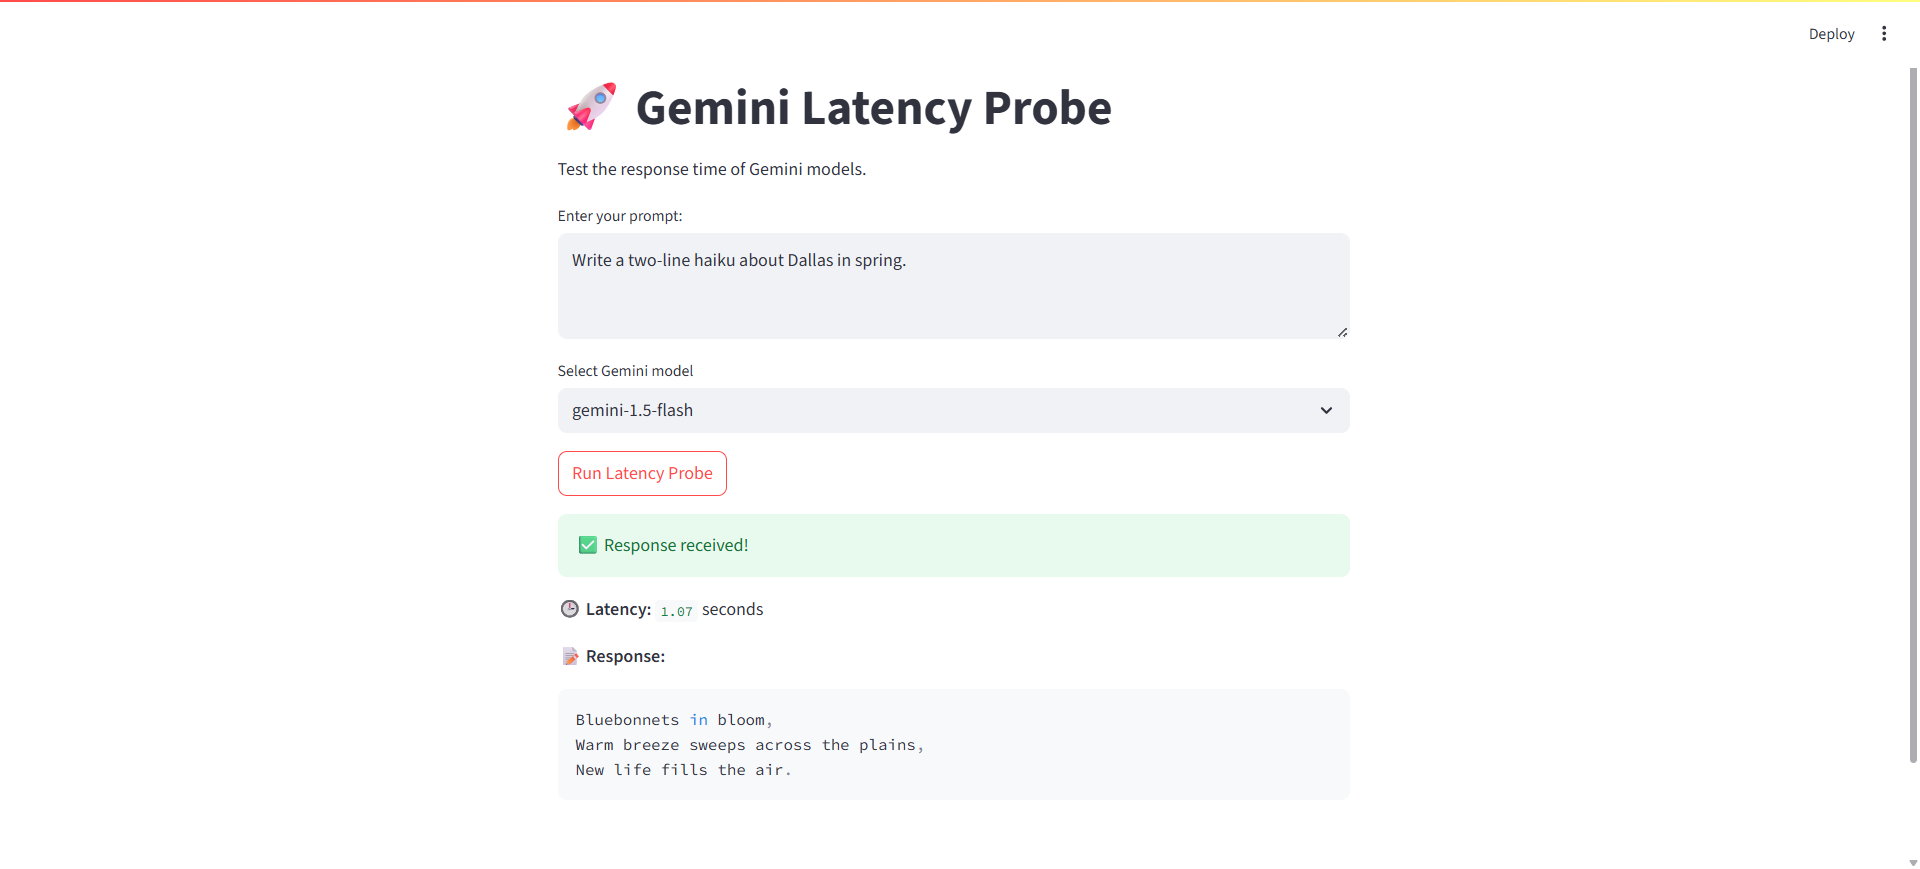 Deploy
🚀 Gemini Latency Probe
Test the response time of Gemini models.
Enter your prompt:
Write a two-line haiku about Dallas in spring.
Select Gemini model
gemini-1.5-flash
Run Latency Probe
✅ Response received!
🕒 Latency: 1.07 seconds
📝 Response:
Bluebonnets in bloom,
Warm breeze sweeps across the plains,
New life fills the air.